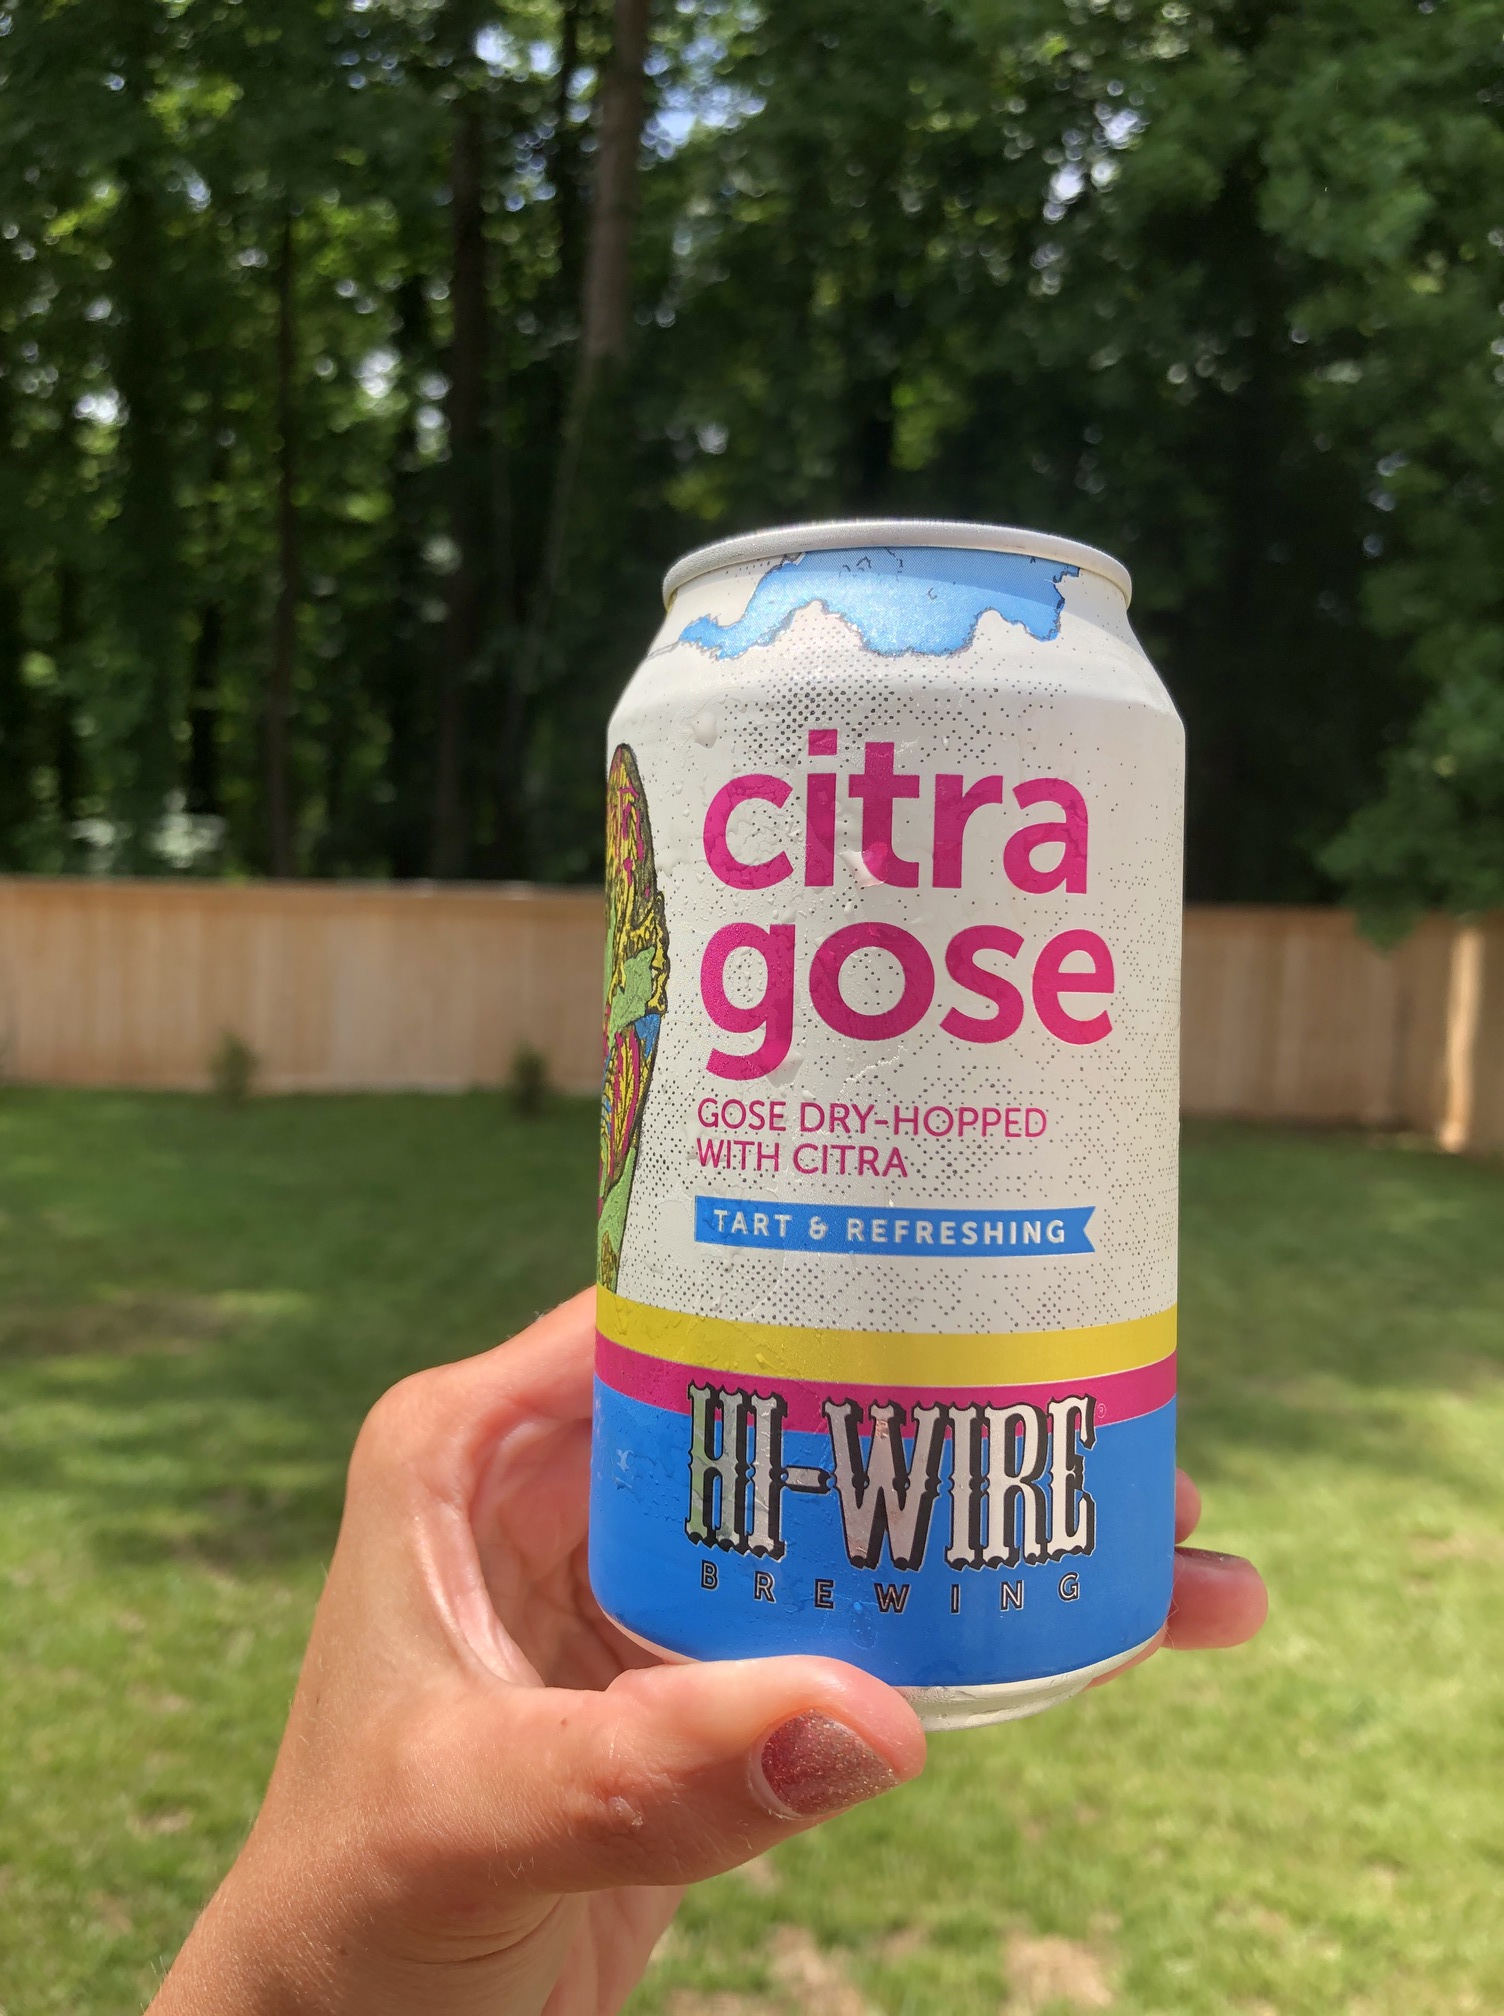 citra
gose
GOSE DRY-HOPPED
WITH CITRA
TART & REFRESHING
HI-WIRE®
BREWING